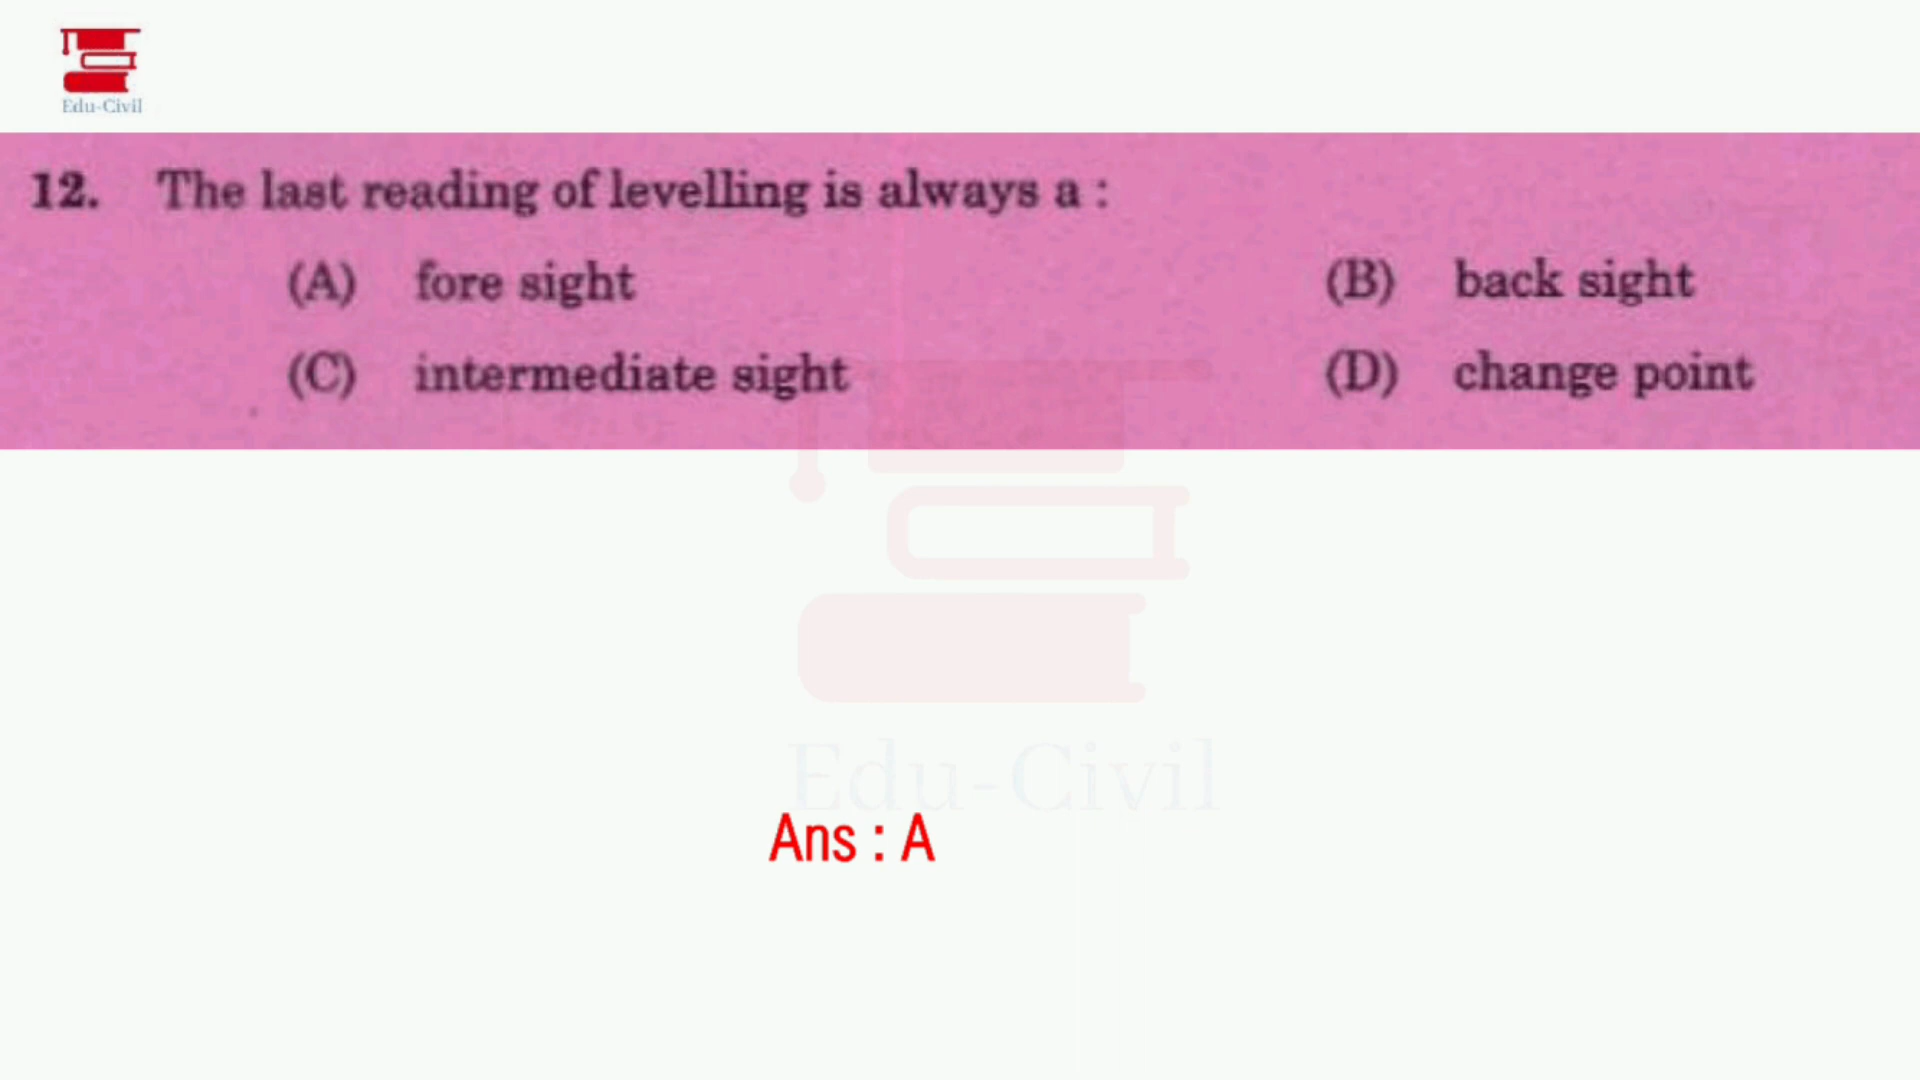 Edu-Civil
12. The last reading of levelling is always a :
(A) fore sight (B) back sight
(C) intermediate sight (D) change point
Edu-Civil
Ans : A